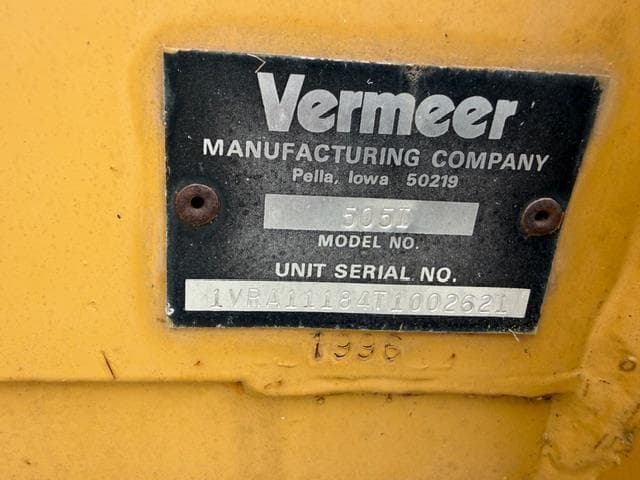 Vermeer
MANUFACTURING COMPANY
Pella, Iowa 50219
505I
MODEL NO.
UNIT SERIAL NO.
1VRA11184T1002621
1996